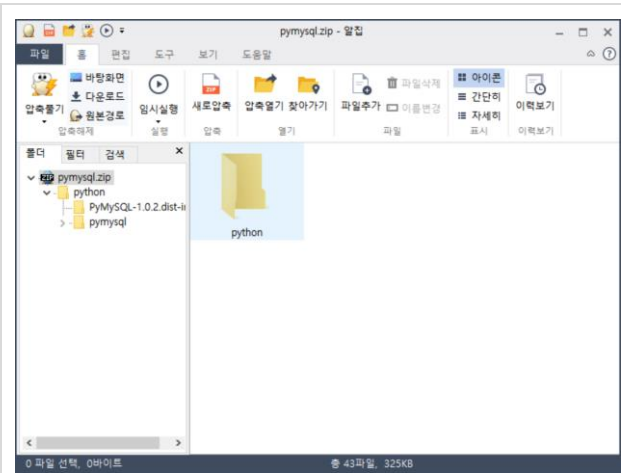 pymysql.zip - 알집
파일 홈 편집 도구 보기 도움말
압축풀기 바탕화면 다운로드 원본경로 임시실행 새로압축 압축열기 찾아가기 파일추가 파일삭제 이름변경 아이콘 간단히 자세히 이력보기
압축해제 실행 압축 열기 파일 표시 이력보기
폴더 필터 검색
pymysql.zip
python
PyMySQL-1.0.2.dist-in
pymysql
python
0 파일 선택, 0바이트 총 43파일, 325KB